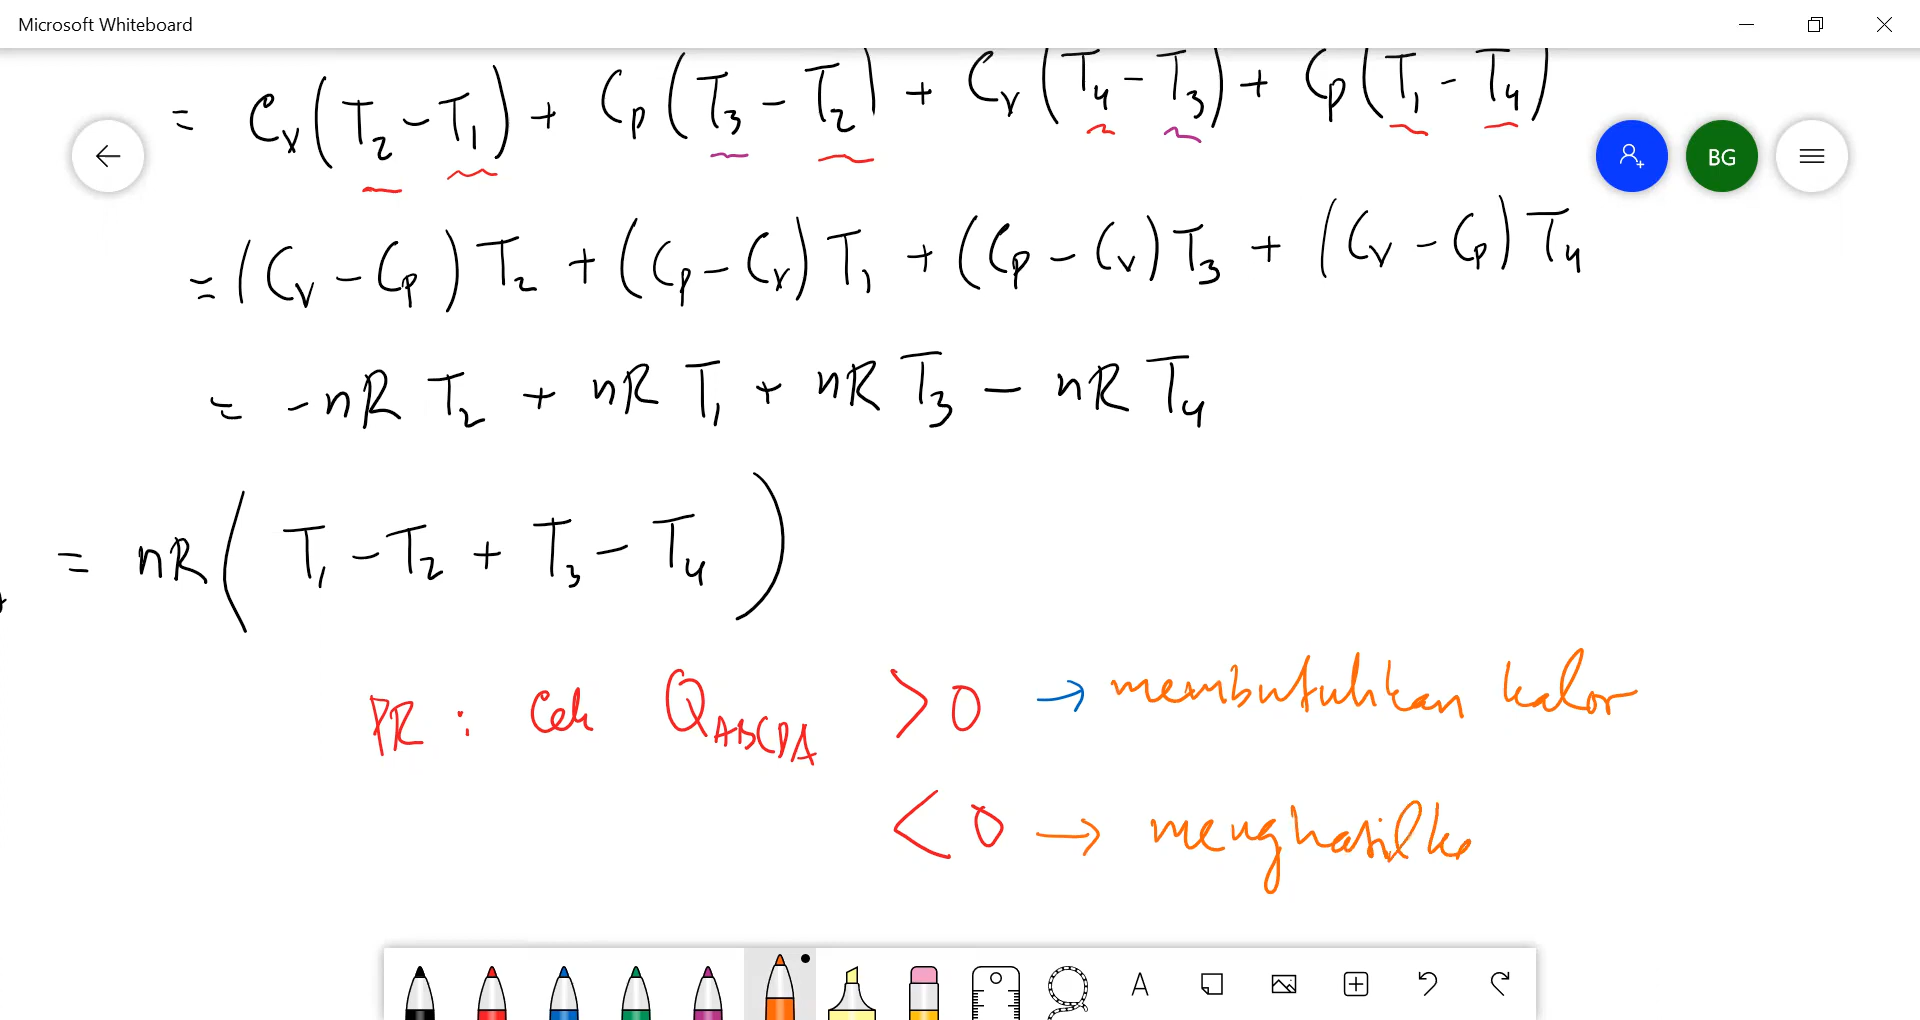 Microsoft Whiteboard
= Cv(T2 - T1) + Cp(T3 - T2) + Cv(T4 - T3) + Cp(T1 - T4)
BG
= (Cv - Cp) T2 + (Cp - Cv) T1 + (Cp - Cv) T3 + (Cv - Cp) T4
= -nR T2 + nR T1 + nR T3 - nR T4
= nR (T1 - T2 + T3 - T4)
PR : Cek QABCDA > 0 → membutuhkan kalor
< 0 → menghasilka
A